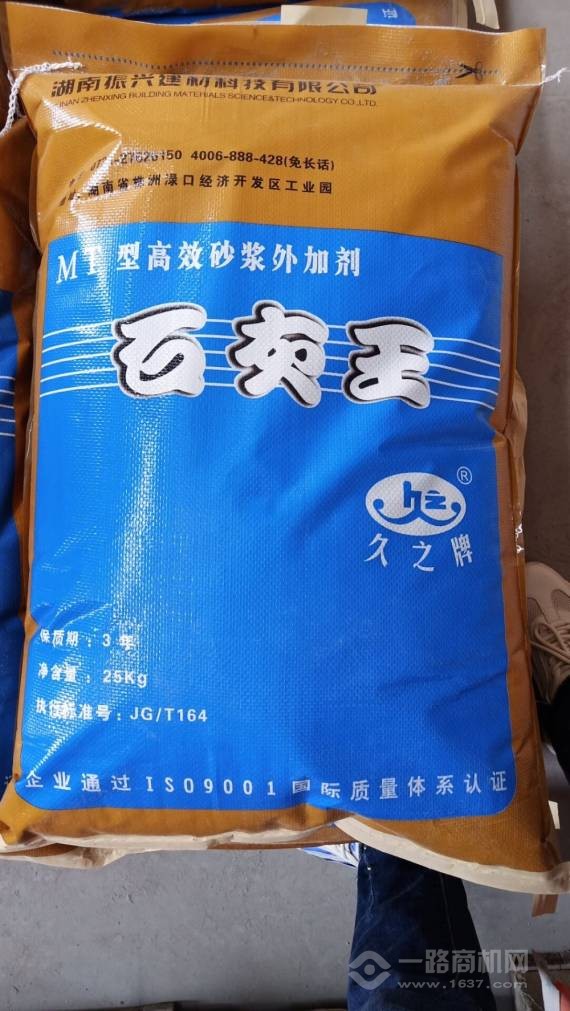 湖南振兴建材科技有限公司
NAN ZHENXING BUILDING MATERIALS SCIENCE&TECHNOLOGY CO.,LTD.
150 4006-888-428(免长话)
湖南省株洲渌口经济开发区工业园
MT型高效砂浆外加剂
石灰王
®
久之牌
保质期：3年
净含量：25Kg
执行标准号：JG/T164
企业通过ISO9001国际质量体系认证
一路商机网
www.1637.com